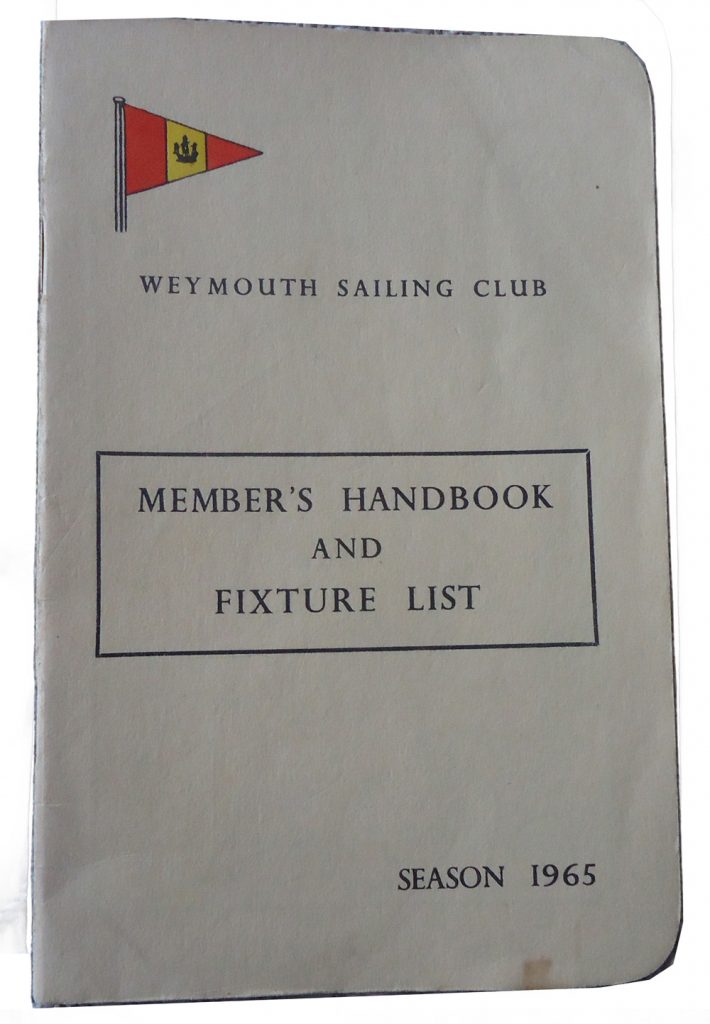 WEYMOUTH SAILING CLUB
MEMBER'S HANDBOOK
AND
FIXTURE LIST
SEASON 1965